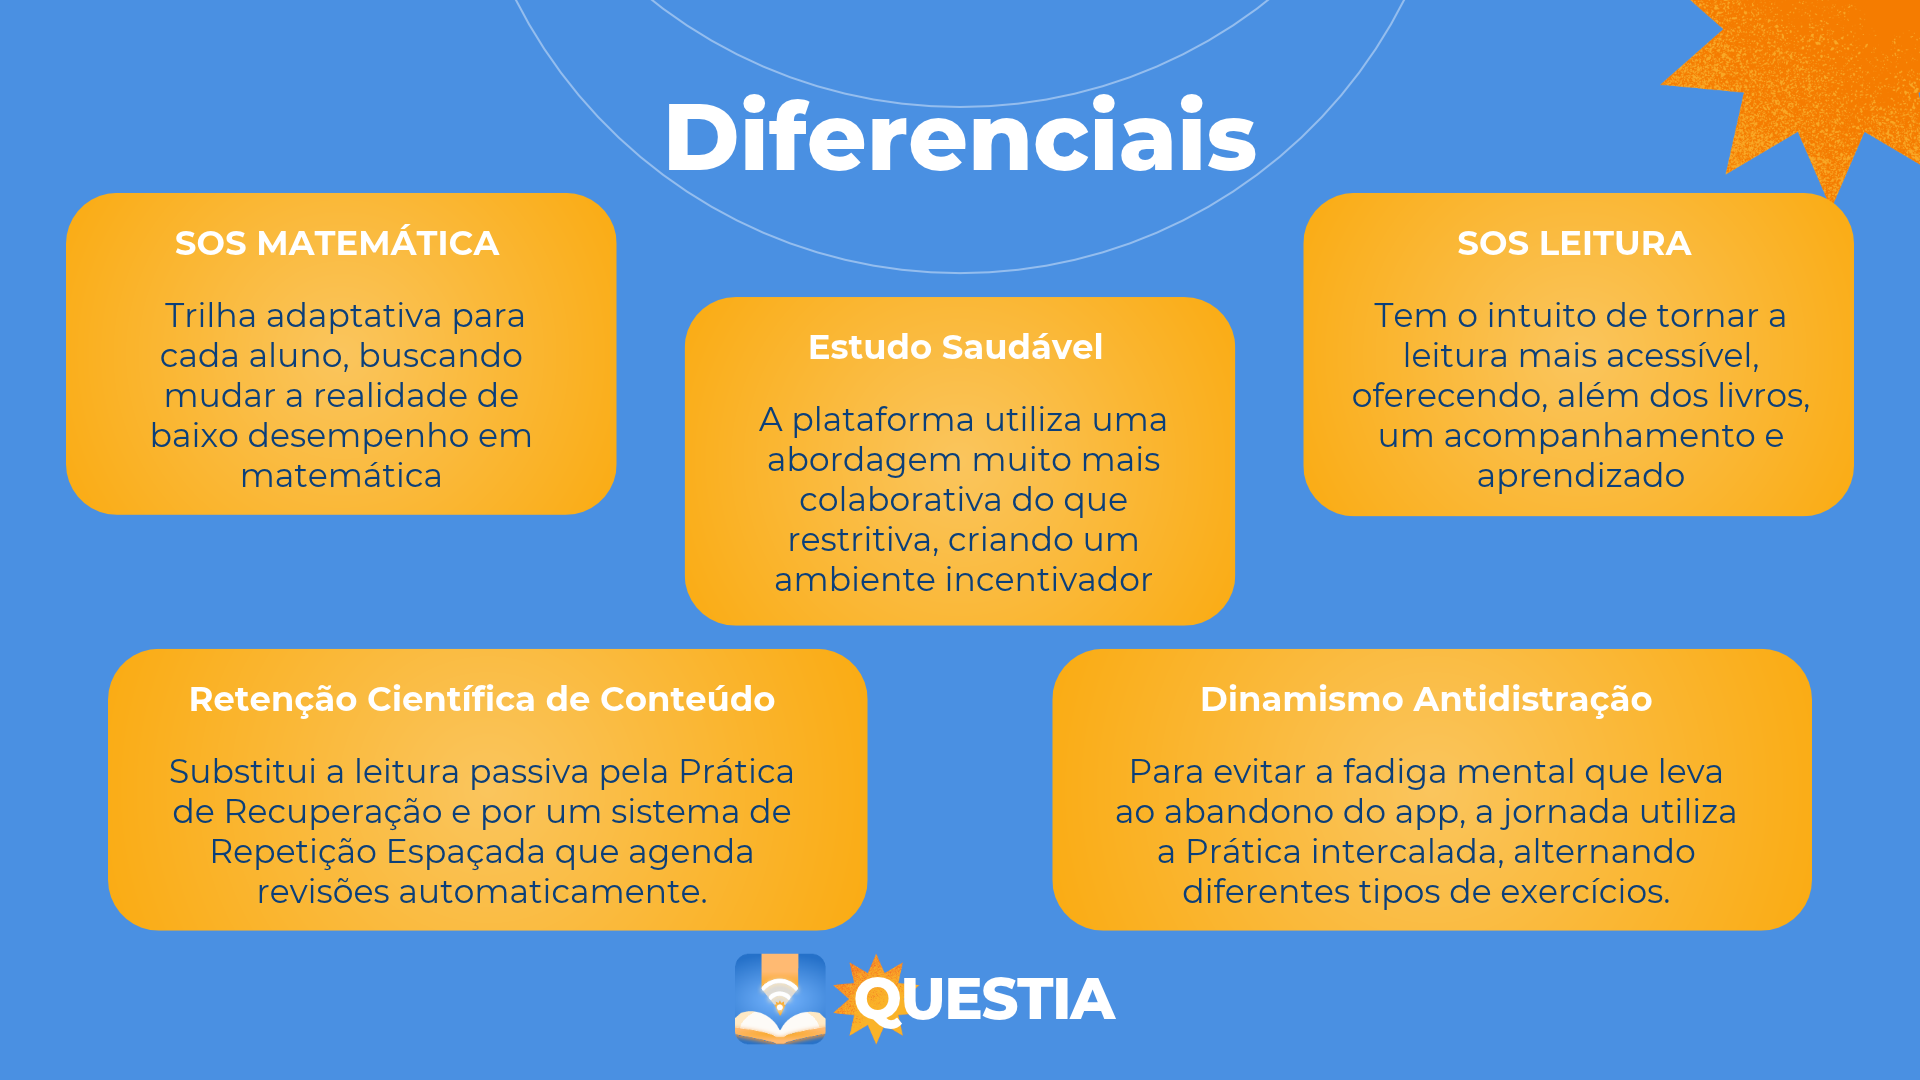 Diferenciais
SOS MATEMÁTICA
Trilha adaptativa para
cada aluno, buscando
mudar a realidade de
baixo desempenho em
matemática
Estudo Saudável
A plataforma utiliza uma
abordagem muito mais
colaborativa do que
restritiva, criando um
ambiente incentivador
SOS LEITURA
Tem o intuito de tornar a
leitura mais acessível,
oferecendo, além dos livros,
um acompanhamento e
aprendizado
Retenção Científica de Conteúdo
Substitui a leitura passiva pela Prática
de Recuperação e por um sistema de
Repetição Espaçada que agenda
revisões automaticamente.
Dinamismo Antidistração
Para evitar a fadiga mental que leva
ao abandono do app, a jornada utiliza
a Prática intercalada, alternando
diferentes tipos de exercícios.
QUESTIA